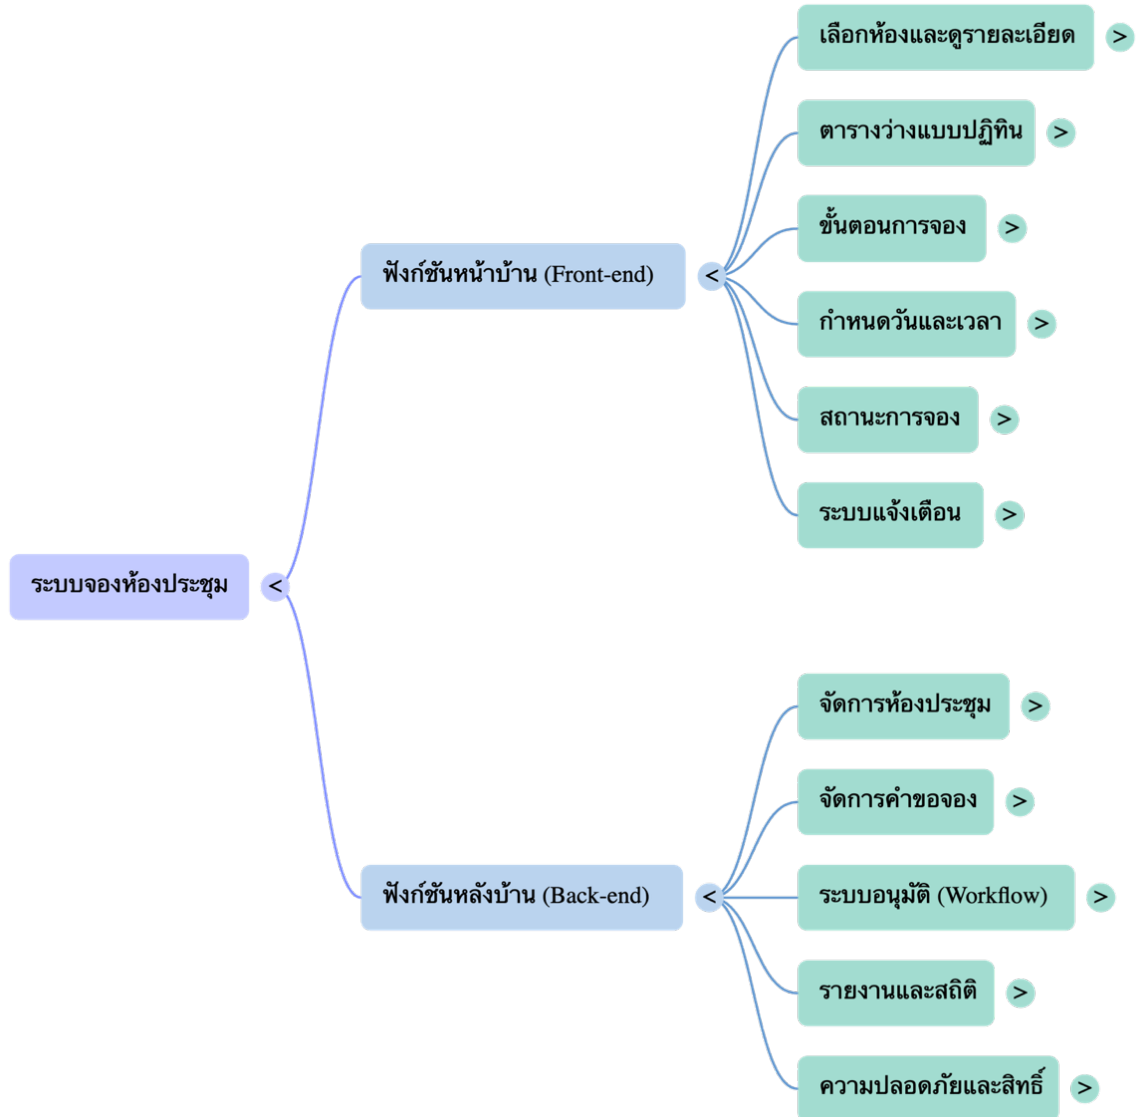 ระบบจองห้องประชุม
<
ฟังก์ชันหน้าบ้าน (Front-end)
<
เลือกห้องและดูรายละเอียด
>
ตารางว่างแบบปฏิทิน
>
ขั้นตอนการจอง
>
กำหนดวันและเวลา
>
สถานะการจอง
>
ระบบแจ้งเตือน
>
ฟังก์ชันหลังบ้าน (Back-end)
<
จัดการห้องประชุม
>
จัดการคำขอจอง
>
ระบบอนุมัติ (Workflow)
>
รายงานและสถิติ
>
ความปลอดภัยและสิทธิ์
>